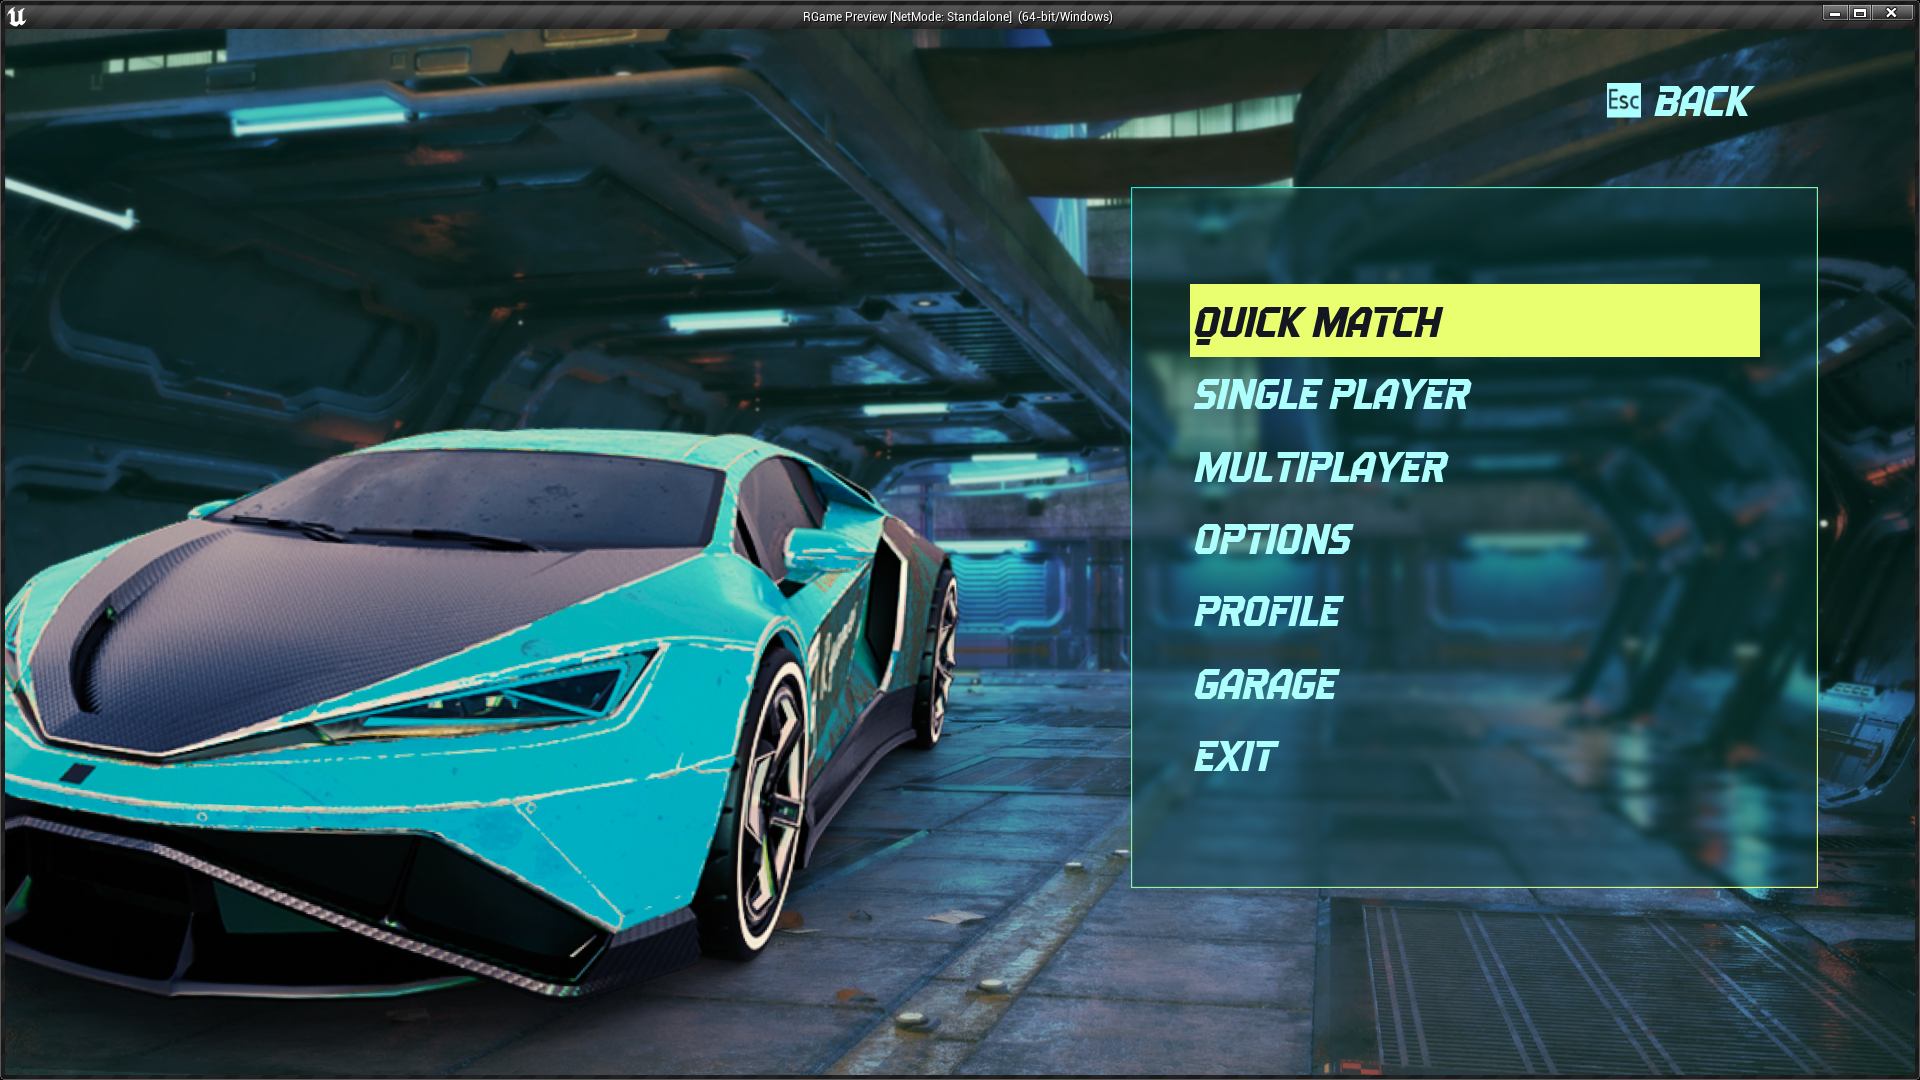 RGame Preview [NetMode: Standalone] (64-bit/Windows)
Esc BACK
QUICK MATCH
SINGLE PLAYER
MULTIPLAYER
OPTIONS
PROFILE
GARAGE
EXIT